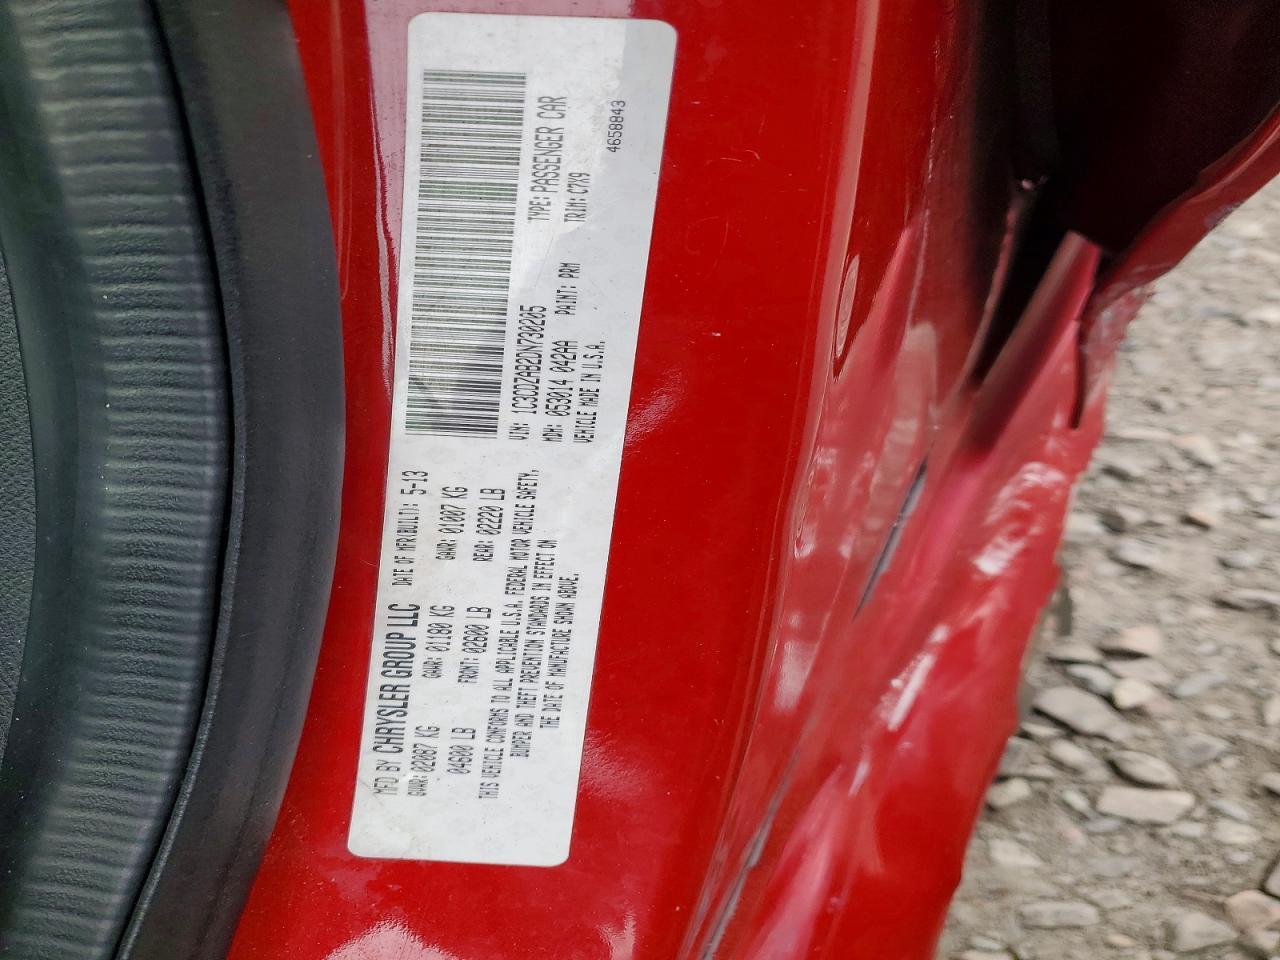 MFD BY CHRYSLER GROUP LLC DATE OF MFR(BUILT): 5-13
GVWR: 02087 KG GAWR: 01180 KG GAWR: 01007 KG
04600 LB FRONT: 02600 LB REAR: 02220 LB
THIS VEHICLE CONFORMS TO ALL APPLICABLE U.S.A. FEDERAL MOTOR VEHICLE SAFETY,
BUMPER AND THEFT PREVENTION STANDARDS IN EFFECT ON
THE DATE OF MANUFACTURE SHOWN ABOVE.
VIN: 1C3CDZAB2DN730205 TYPE: PASSENGER CAR
MDH: 053014 042AA PAINT: PRM TRIM: C7X9
VEHICLE MADE IN U.S.A. 4658843